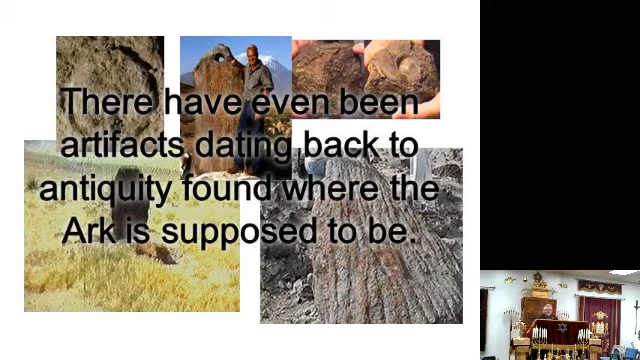 There have even been
artifacts dating back to
antiquity found where the
Ark is supposed to be.